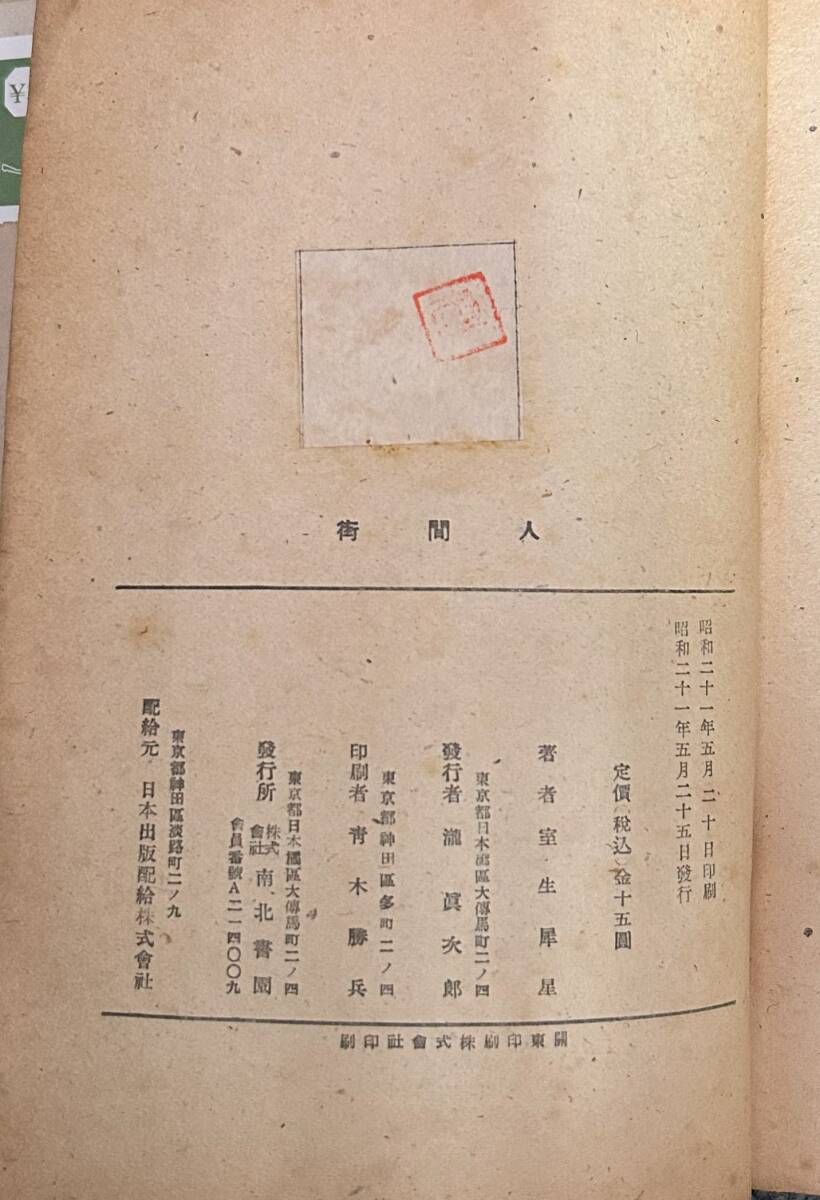 ¥
人間街
昭和二十一年五月二十日印刷
昭和二十一年五月二十五日發行
定價(税込)金十五圓
著者 室生犀星
東京都日本橋區大傳馬町二ノ四
發行者 瀧眞次郎
東京都神田區多町二ノ四
印刷者 靑木勝兵
東京都日本橋區大傳馬町二ノ四
發行所 株式會社 南北書園
會員番號A二一四〇〇九
東京都神田區淡路町二ノ九
配給元 日本出版配給株式會社
關東印刷株式會社印刷